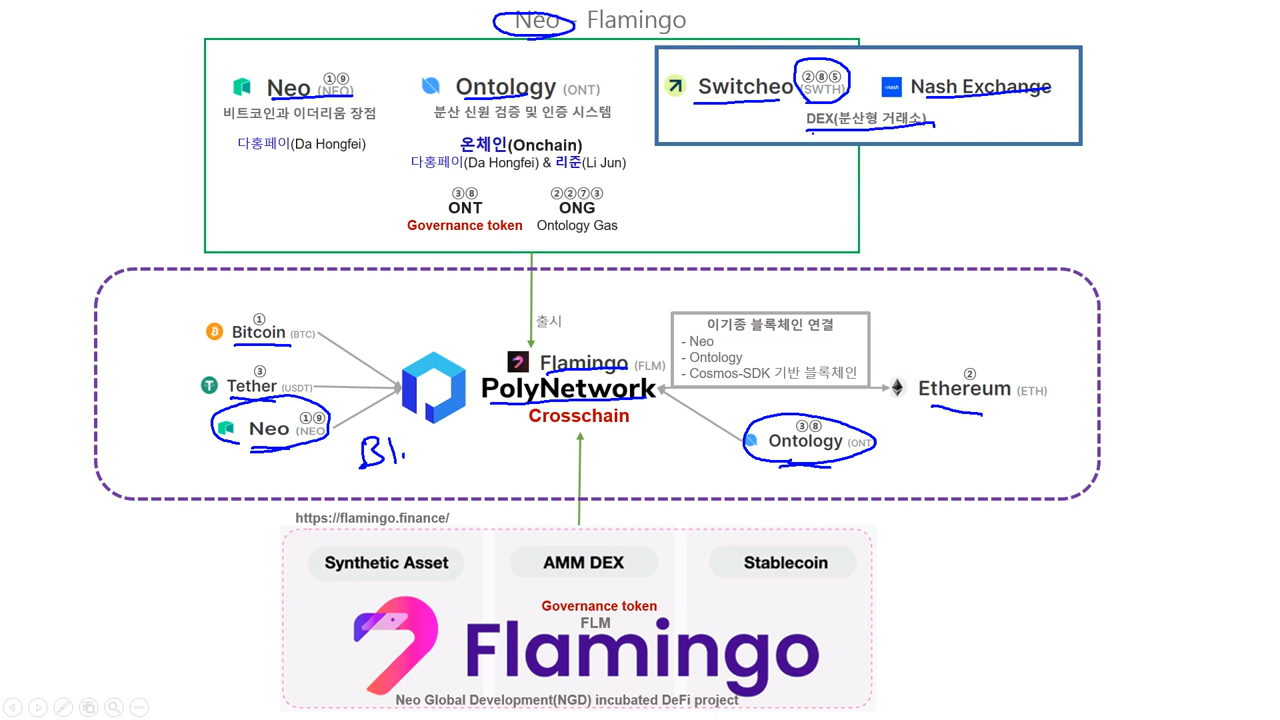 Neo - Flamingo
①⑨
Neo (NEO)
비트코인과 이더리움 장점
다홍페이(Da Hongfei)
Ontology (ONT)
분산 신원 검증 및 인증 시스템
온체인(Onchain)
다홍페이(Da Hongfei) & 리준(Li Jun)
③⑧
ONT
Governance token
②②⑦③
ONG
Ontology Gas
②⑧⑤
Switcheo (SWTH)
nash
Nash Exchange
DEX(분산형 거래소)
출시
①
Bitcoin (BTC)
③
Tether (USDT)
①⑨
Neo (NEO)
Flamingo (FLM)
PolyNetwork
Crosschain
이기종 블록체인 연결
- Neo
- Ontology
- Cosmos-SDK 기반 블록체인
②
Ethereum (ETH)
③⑧
Ontology (ONT
https://flamingo.finance/
Synthetic Asset
AMM DEX
Stablecoin
Governance token
FLM
Flamingo
Neo Global Development(NGD) incubated DeFi project